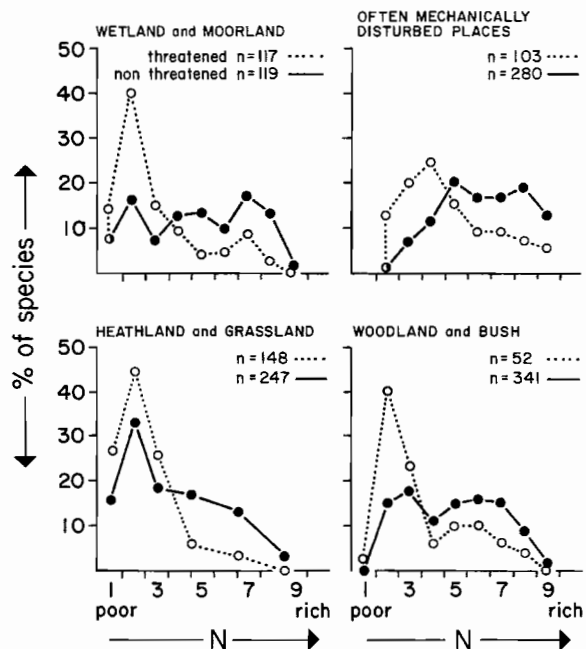 WETLAND and MOORLAND
threatened n=117
non threatened n=119
OFTEN MECHANICALLY
DISTURBED PLACES
n=103
n=280
50
40
30
20
10
% of species
HEATHLAND and GRASSLAND
n=148
n=247
WOODLAND and BUSH
n=52
n=341
50
40
30
20
10
1 3 5 7 9
poor rich
1 3 5 7 9
poor rich
N
N